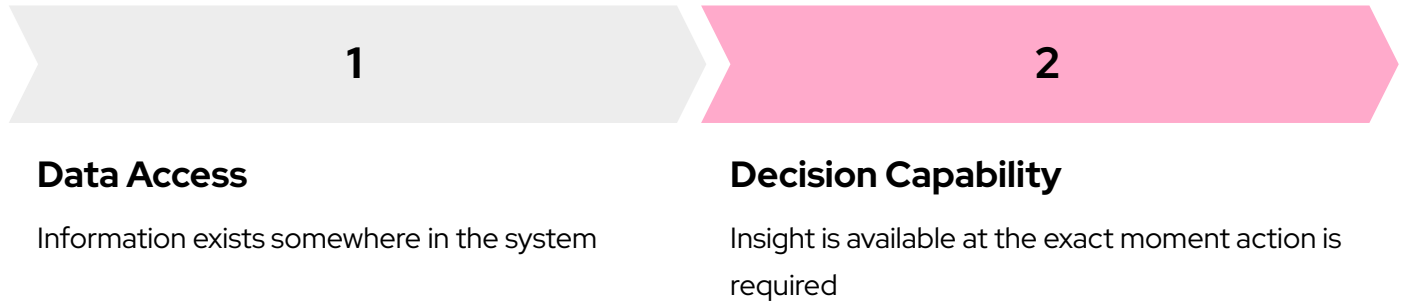 1
2
Data Access
Decision Capability
Information exists somewhere in the system
Insight is available at the exact moment action is
required